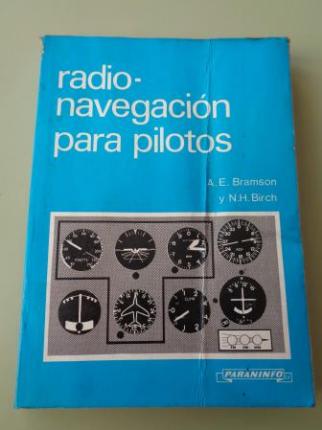 radio-
navegación
para pilotos
A. E. Bramson
y N.H. Birch
PARANINFO